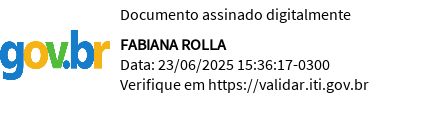 Documento assinado digitalmente
gov.br
FABIANA ROLLA
Data: 23/06/2025 15:36:17-0300
Verifique em https://validar.iti.gov.br